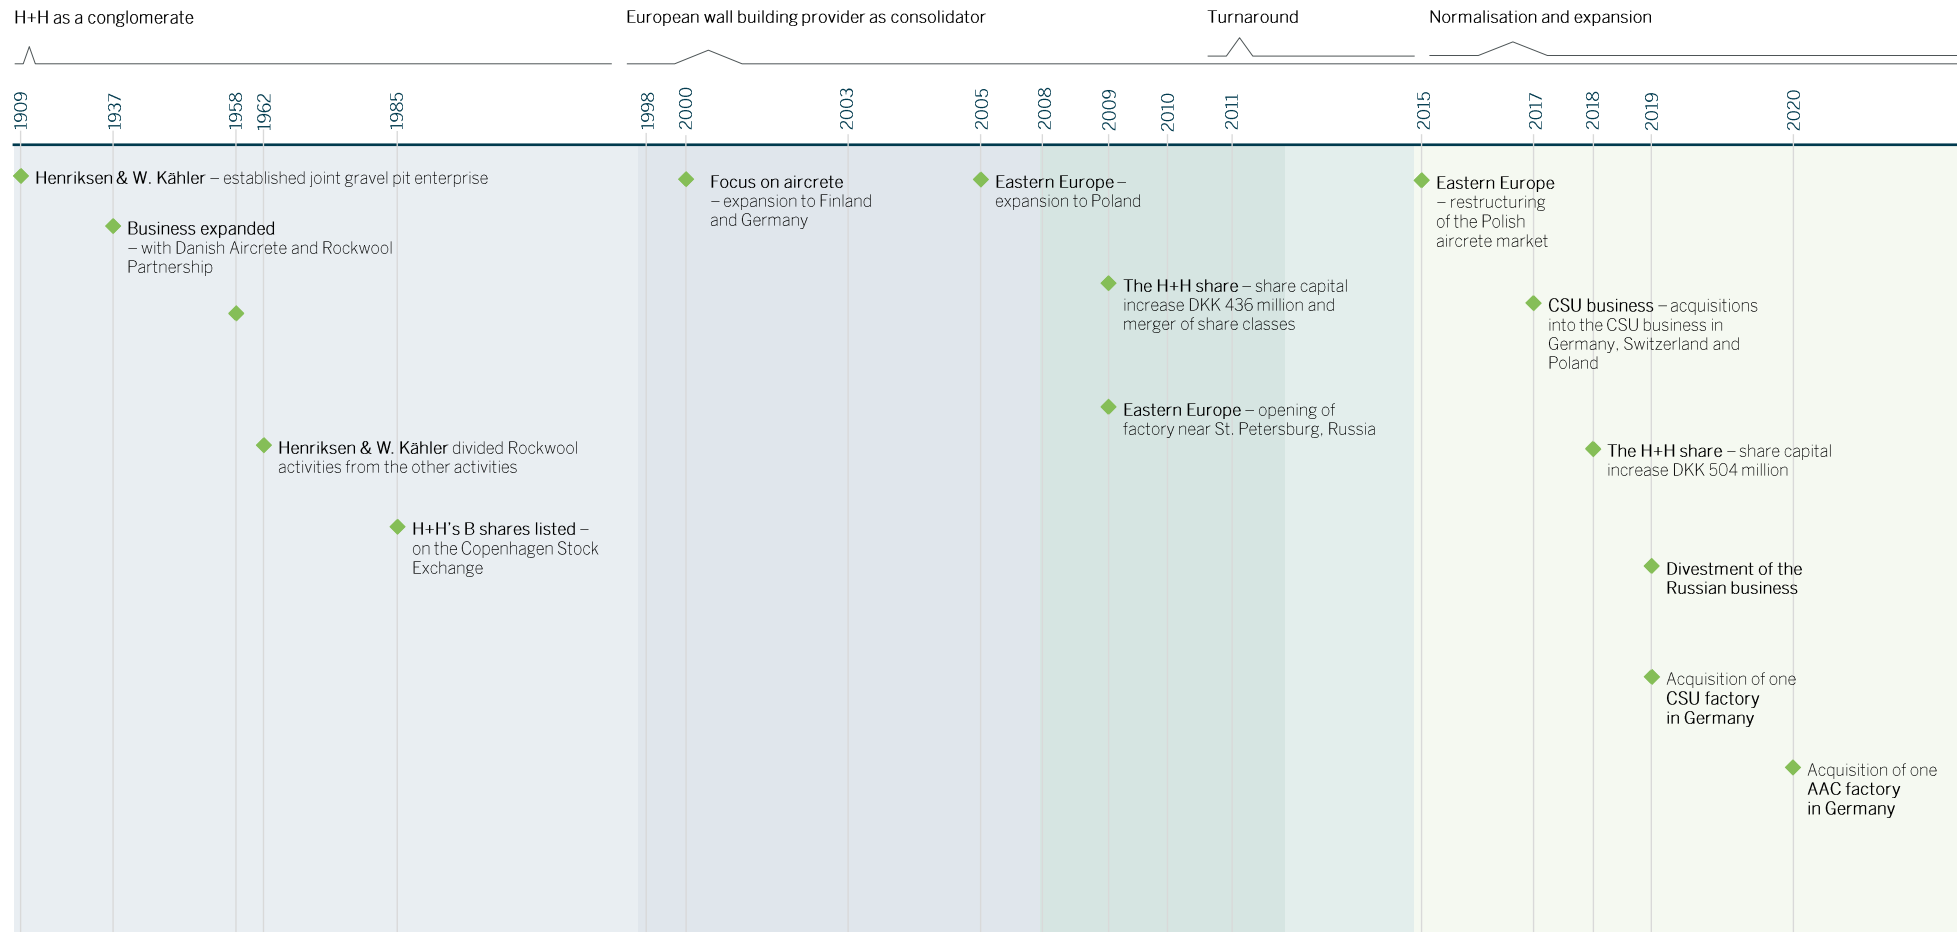 H+H as a conglomerate
European wall building provider as consolidator
Turnaround
Normalisation and expansion
1909
1937
1958
1962
1985
1998
2000
2003
2005
2008
2009
2010
2011
2015
2017
2018
2019
2020
Henriksen & W. Kähler – established joint gravel pit enterprise
Business expanded
– with Danish Aircrete and Rockwool
Partnership
Henriksen & W. Kähler divided Rockwool
activities from the other activities
H+H's B shares listed –
on the Copenhagen Stock
Exchange
Focus on aircrete
– expansion to Finland
and Germany
Eastern Europe –
expansion to Poland
The H+H share – share capital
increase DKK 436 million and
merger of share classes
Eastern Europe – opening of
factory near St. Petersburg, Russia
Eastern Europe
– restructuring
of the Polish
aircrete market
CSU business – acquisitions
into the CSU business in
Germany, Switzerland and
Poland
The H+H share – share capital
increase DKK 504 million
Divestment of the
Russian business
Acquisition of one
CSU factory
in Germany
Acquisition of one
AAC factory
in Germany